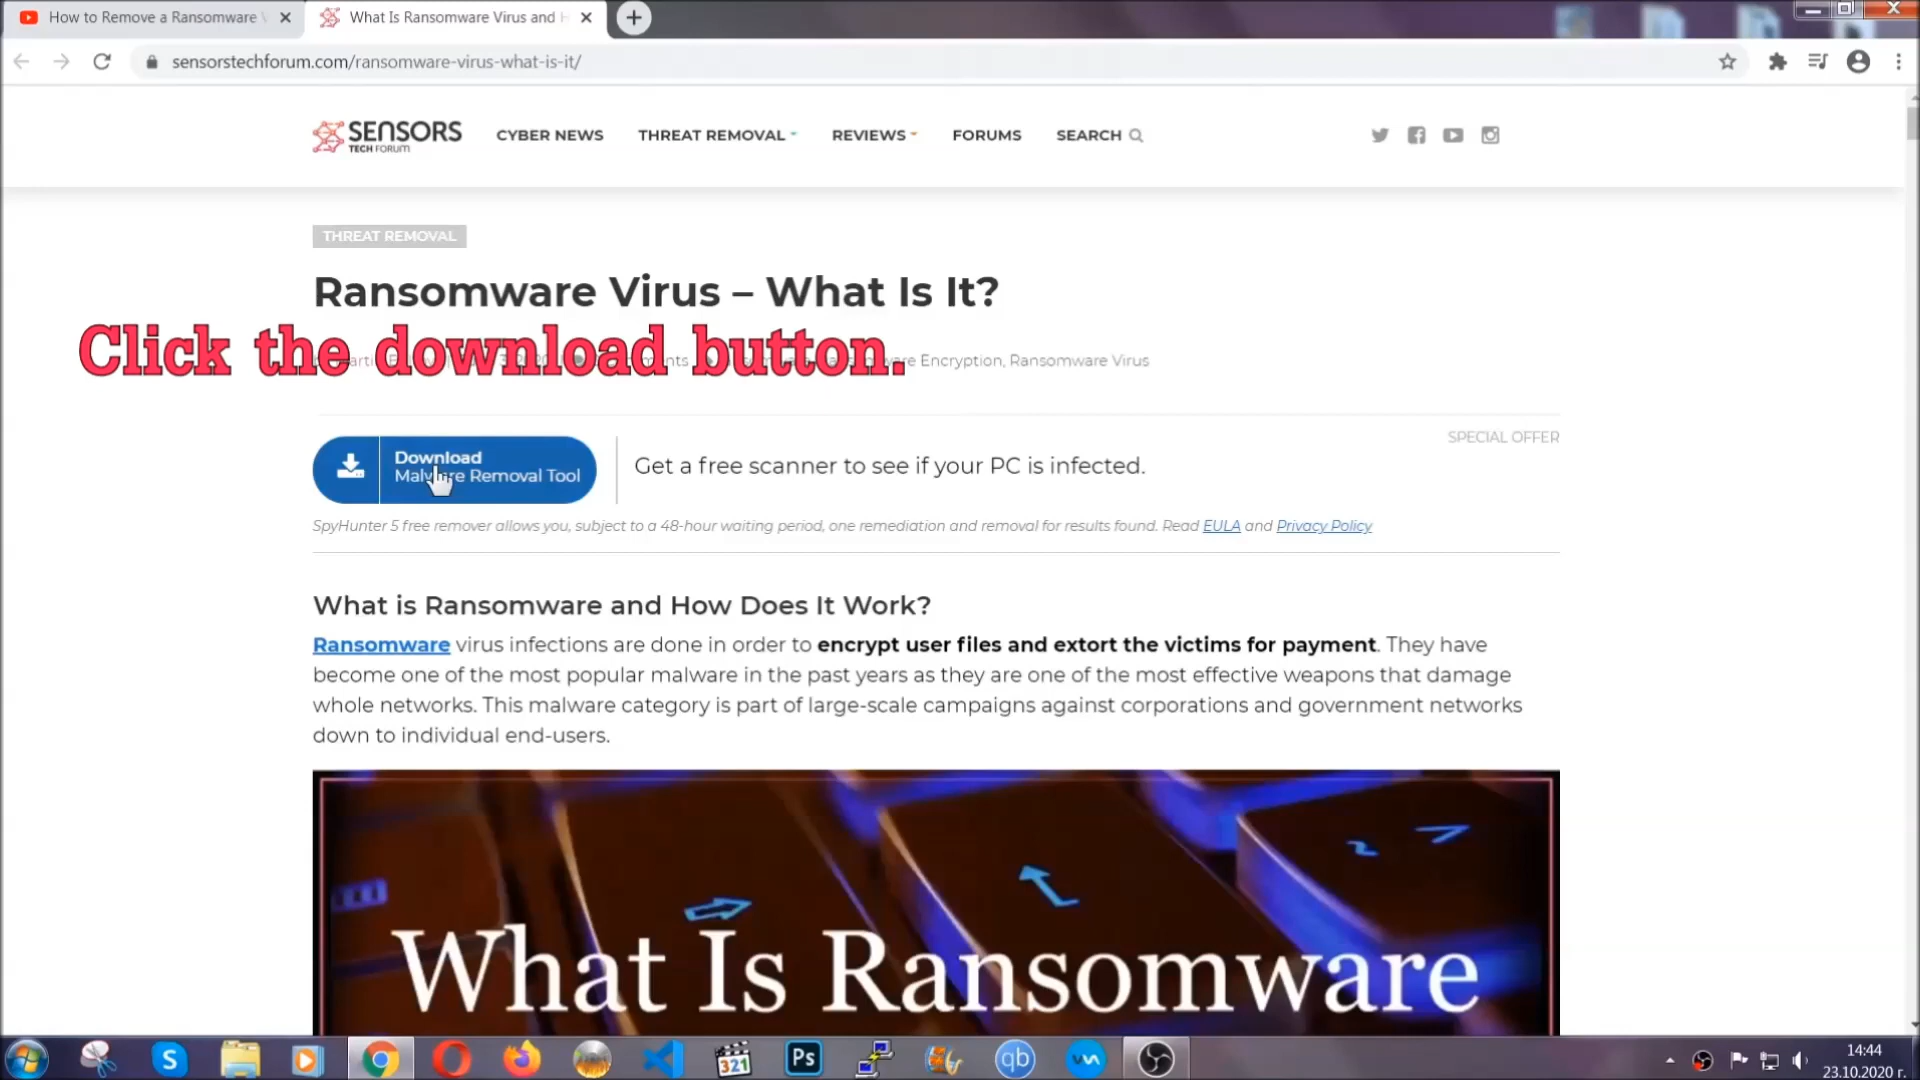 How to Remove a Ransomware V
What Is Ransomware Virus and H
sensorstechforum.com/ransomware-virus-what-is-it/
SENSORS
TECH FORUM
CYBER NEWS
THREAT REMOVAL
REVIEWS
FORUMS
SEARCH
THREAT REMOVAL
Ransomware Virus – What Is It?
Click the download button.
Encryption, Ransomware Virus
SPECIAL OFFER
Download
Malware Removal Tool
Get a free scanner to see if your PC is infected.
SpyHunter 5 free remover allows you, subject to a 48-hour waiting period, one remediation and removal for results found. Read EULA and Privacy Policy
What is Ransomware and How Does It Work?
Ransomware virus infections are done in order to encrypt user files and extort the victims for payment. They have
become one of the most popular malware in the past years as they are one of the most effective weapons that damage
whole networks. This malware category is part of large-scale campaigns against corporations and government networks
down to individual end-users.
What Is Ransomware
S
321
Ps
qb
14:44
23.10.2020 г.